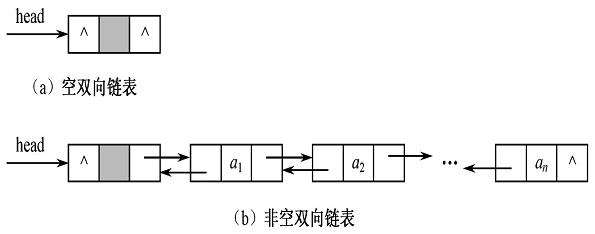 head
^ ^
(a) 空双向链表
head
^ a₁ a₂ ... aₙ ^
(b) 非空双向链表